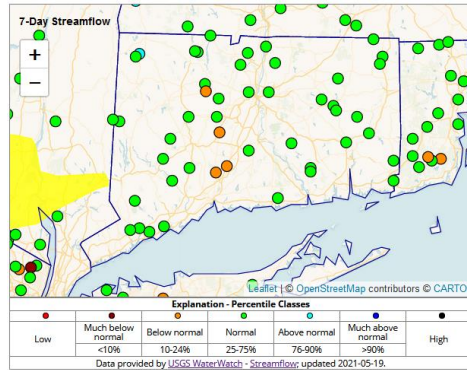 7-Day Streamflow
+
−
Leaflet | © OpenStreetMap contributors © CARTO
Explanation - Percentile Classes
Low
Much below normal
Below normal
Normal
Above normal
Much above normal
High
<10%
10-24%
25-75%
76-90%
>90%
Data provided by USGS WaterWatch - Streamflow; updated 2021-05-19.